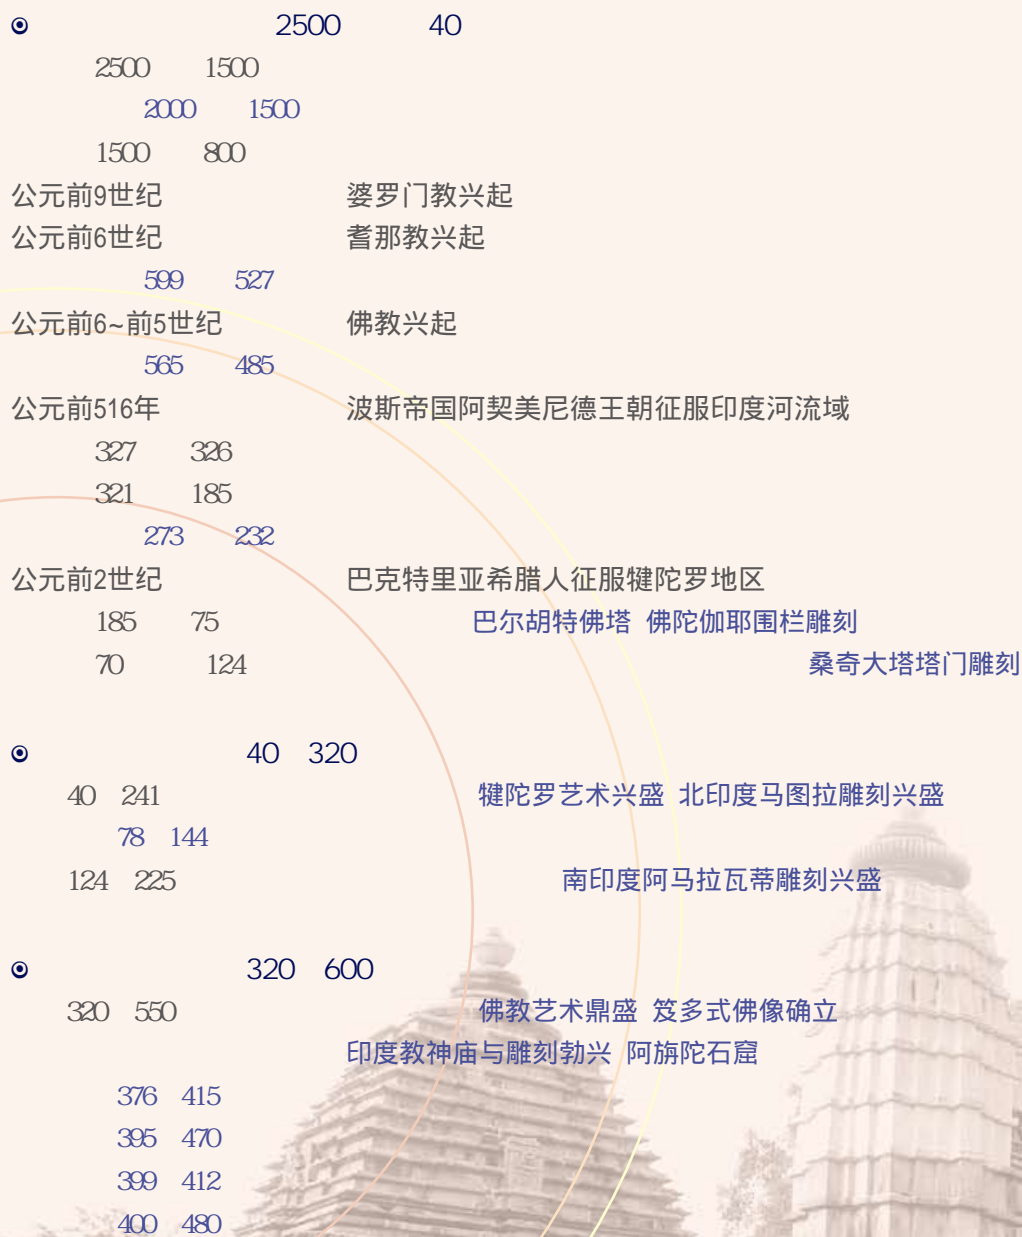 2500 40
2500 1500
2000 1500
1500 800
公元前9世纪 婆罗门教兴起
公元前6世纪 耆那教兴起
599 527
公元前6~前5世纪 佛教兴起
565 485
公元前516年 波斯帝国阿契美尼德王朝征服印度河流域
327 326
321 185
273 232
公元前2世纪 巴克特里亚希腊人征服犍陀罗地区
185 75 巴尔胡特佛塔 佛陀伽耶围栏雕刻
70 124 桑奇大塔塔门雕刻
40 320
40 241 犍陀罗艺术兴盛 北印度马图拉雕刻兴盛
78 144
124 225 南印度阿马拉瓦蒂雕刻兴盛
320 600
320 550 佛教艺术鼎盛 笈多式佛像确立
印度教神庙与雕刻勃兴 阿旃陀石窟
376 415
395 470
399 412
400 480